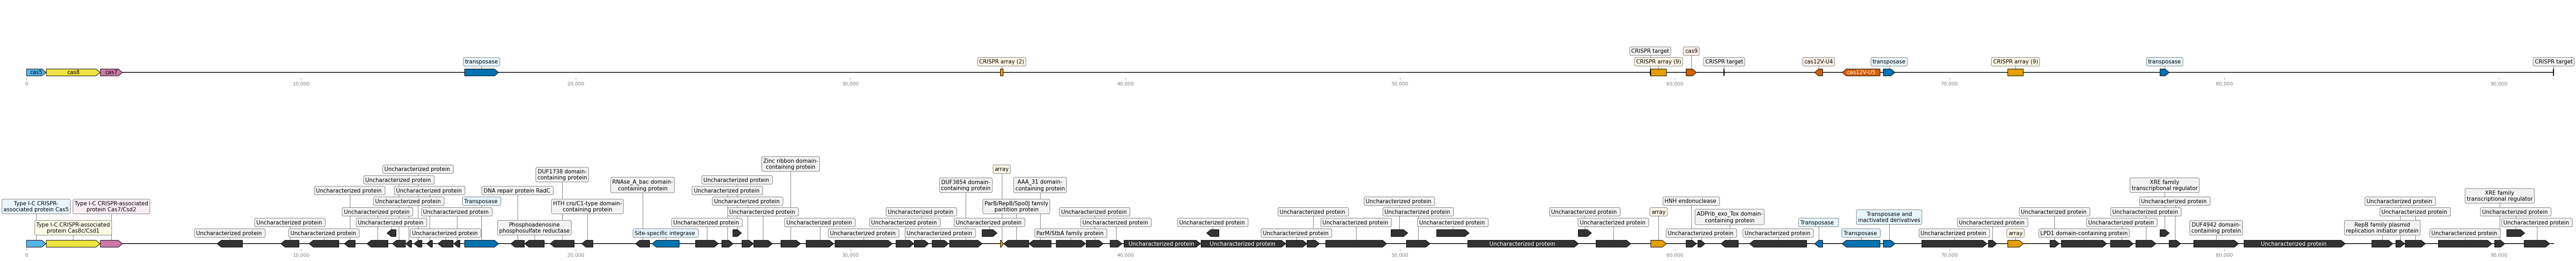 CRISPR target
cas9
transposase
CRISPR array (2)
CRISPR array (9)
CRISPR target
cas12V-U4
transposase
CRISPR array (9)
transposase
CRISPR target
cas5
cas8
cas7
cas12V-U5
0
10,000
20,000
30,000
40,000
50,000
60,000
70,000
80,000
90,000
Zinc ribbon domain-
containing protein
Uncharacterized protein
DUF1738 domain-
containing protein
array
Uncharacterized protein
Uncharacterized protein
RNAse_A_bac domain-
containing protein
DUF3854 domain-
containing protein
AAA_31 domain-
containing protein
XRE family
transcriptional regulator
Uncharacterized protein
Uncharacterized protein
DNA repair protein RadC
Uncharacterized protein
XRE family
transcriptional regulator
Type I-C CRISPR-
associated protein Cas5
Type I-C CRISPR-associated
protein Cas7/Csd2
Uncharacterized protein
Transposase
HTH cro/C1-type domain-
containing protein
ParB/RepB/Spo0J family
partition protein
Uncharacterized protein
HNH endonuclease
Uncharacterized protein
Uncharacterized protein
Uncharacterized protein
Uncharacterized protein
Uncharacterized protein
Uncharacterized protein
Uncharacterized protein
Uncharacterized protein
Uncharacterized protein
Uncharacterized protein
array
ADPrib_exo_Tox domain-
containing protein
Transposase and
inactivated derivatives
Uncharacterized protein
Uncharacterized protein
Uncharacterized protein
Uncharacterized protein
Type I-C CRISPR-associated
protein Cas8c/Csd1
Uncharacterized protein
Uncharacterized protein
Phosphoadenosine
phosphosulfate reductase
Uncharacterized protein
Uncharacterized protein
Uncharacterized protein
Uncharacterized protein
Uncharacterized protein
Uncharacterized protein
Uncharacterized protein
Uncharacterized protein
Uncharacterized protein
Transposase
Uncharacterized protein
Uncharacterized protein
DUF4942 domain-
containing protein
RepB family plasmid
replication initiator protein
Uncharacterized protein
Uncharacterized protein
Uncharacterized protein
Uncharacterized protein
Site-specific integrase
Uncharacterized protein
Uncharacterized protein
ParM/StbA family protein
Uncharacterized protein
Uncharacterized protein
Uncharacterized protein
Transposase
Uncharacterized protein
array
LPD1 domain-containing protein
Uncharacterized protein
Uncharacterized protein
Uncharacterized protein
Uncharacterized protein
Uncharacterized protein
0
10,000
20,000
30,000
40,000
50,000
60,000
70,000
80,000
90,000